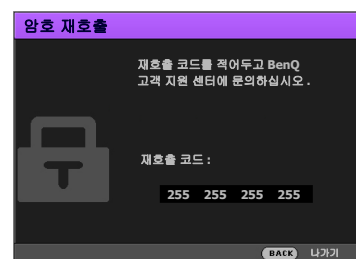 암호 재호출
재호출 코드를 적어두고 BenQ
고객 지원 센터에 문의하십시오 .
재호출 코드 :
255 255 255 255
BACK 나가기